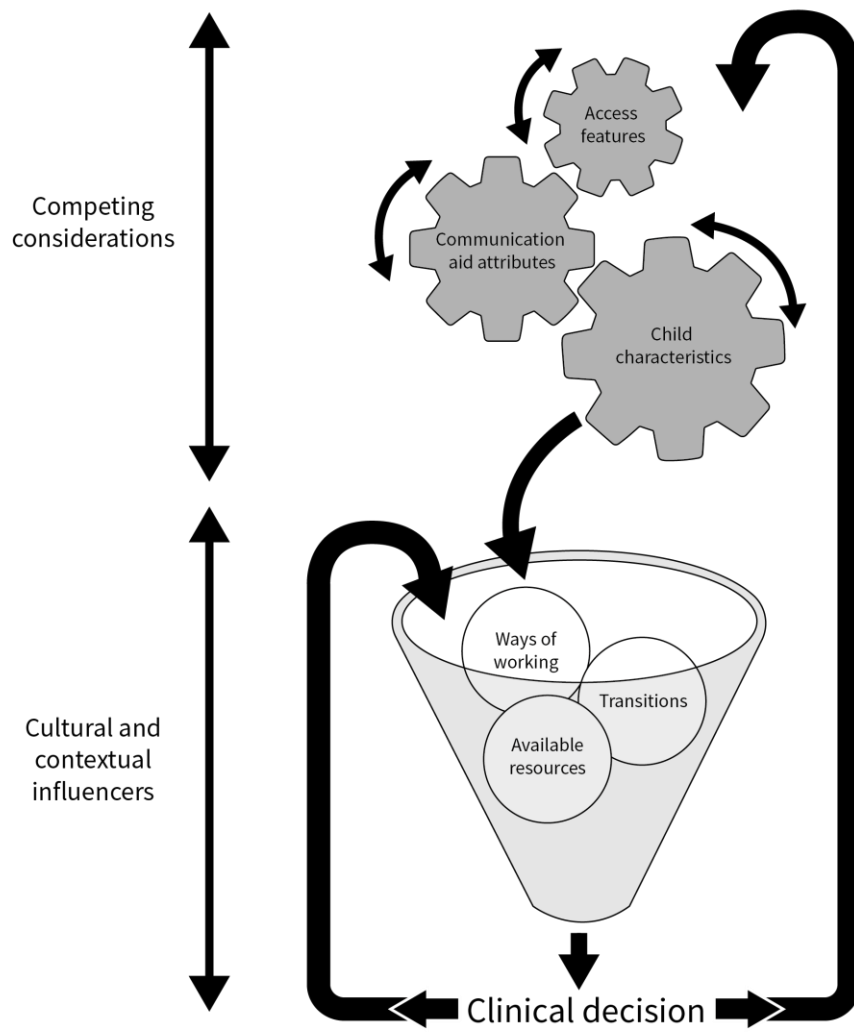 Access
features
Communication
aid attributes
Competing
considerations
Child
characteristics
Ways of
working
Transitions
Available
resources
Cultural and
contextual
influencers
Clinical decision